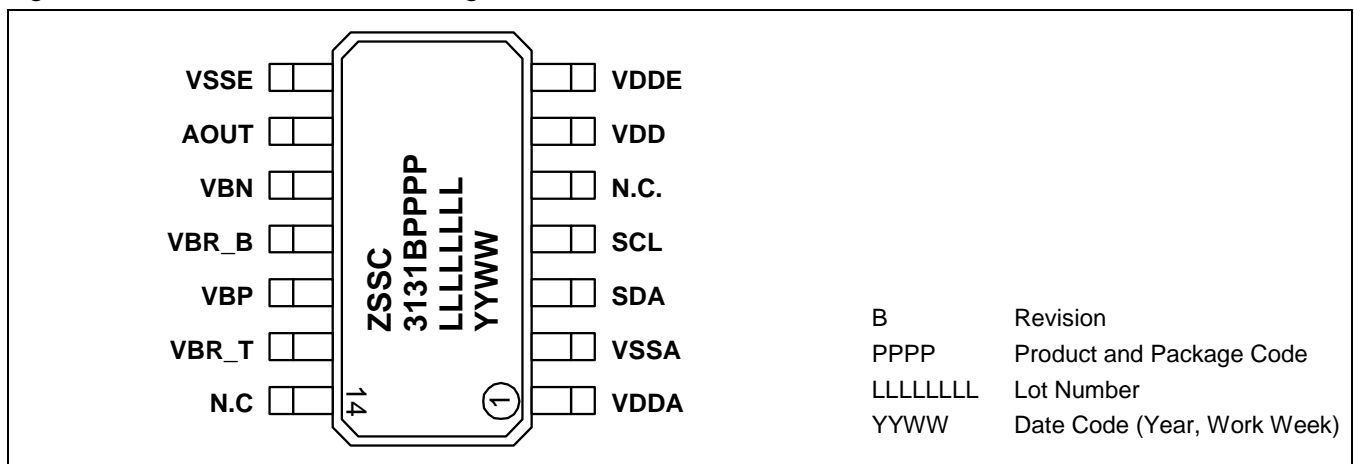 VSSE
AOUT
VBN
VBR_B
VBP
VBR_T
N.C
ZSSC
3131BPPPP
LLLLLLLL
YYWW
14
1
VDDE
VDD
N.C.
SCL
SDA
VSSA
VDDA
B Revision
PPPP Product and Package Code
LLLLLLLL Lot Number
YYWW Date Code (Year, Work Week)